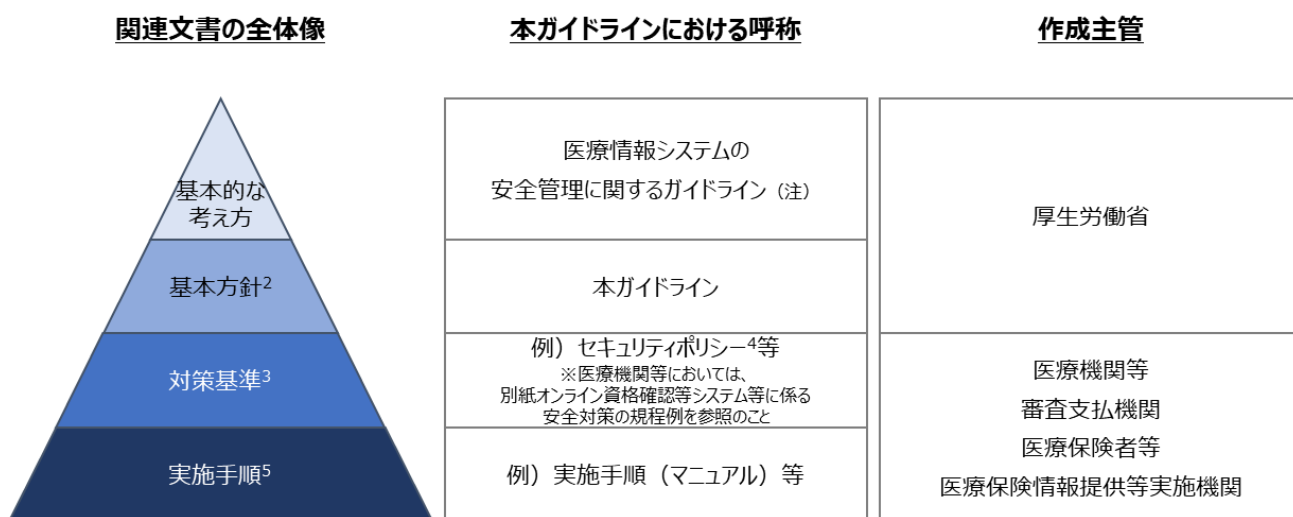 関連文書の全体像
本ガイドラインにおける呼称
作成主管
基本的な
考え方
医療情報システムの
安全管理に関するガイドライン（注）
厚生労働省
基本方針2
本ガイドライン
対策基準3
例）セキュリティポリシー4等
※医療機関等においては、
別紙オンライン資格確認等システム等に係る
安全対策の規程例を参照のこと
医療機関等
審査支払機関
医療保険者等
医療保険情報提供等実施機関
実施手順5
例）実施手順（マニュアル）等